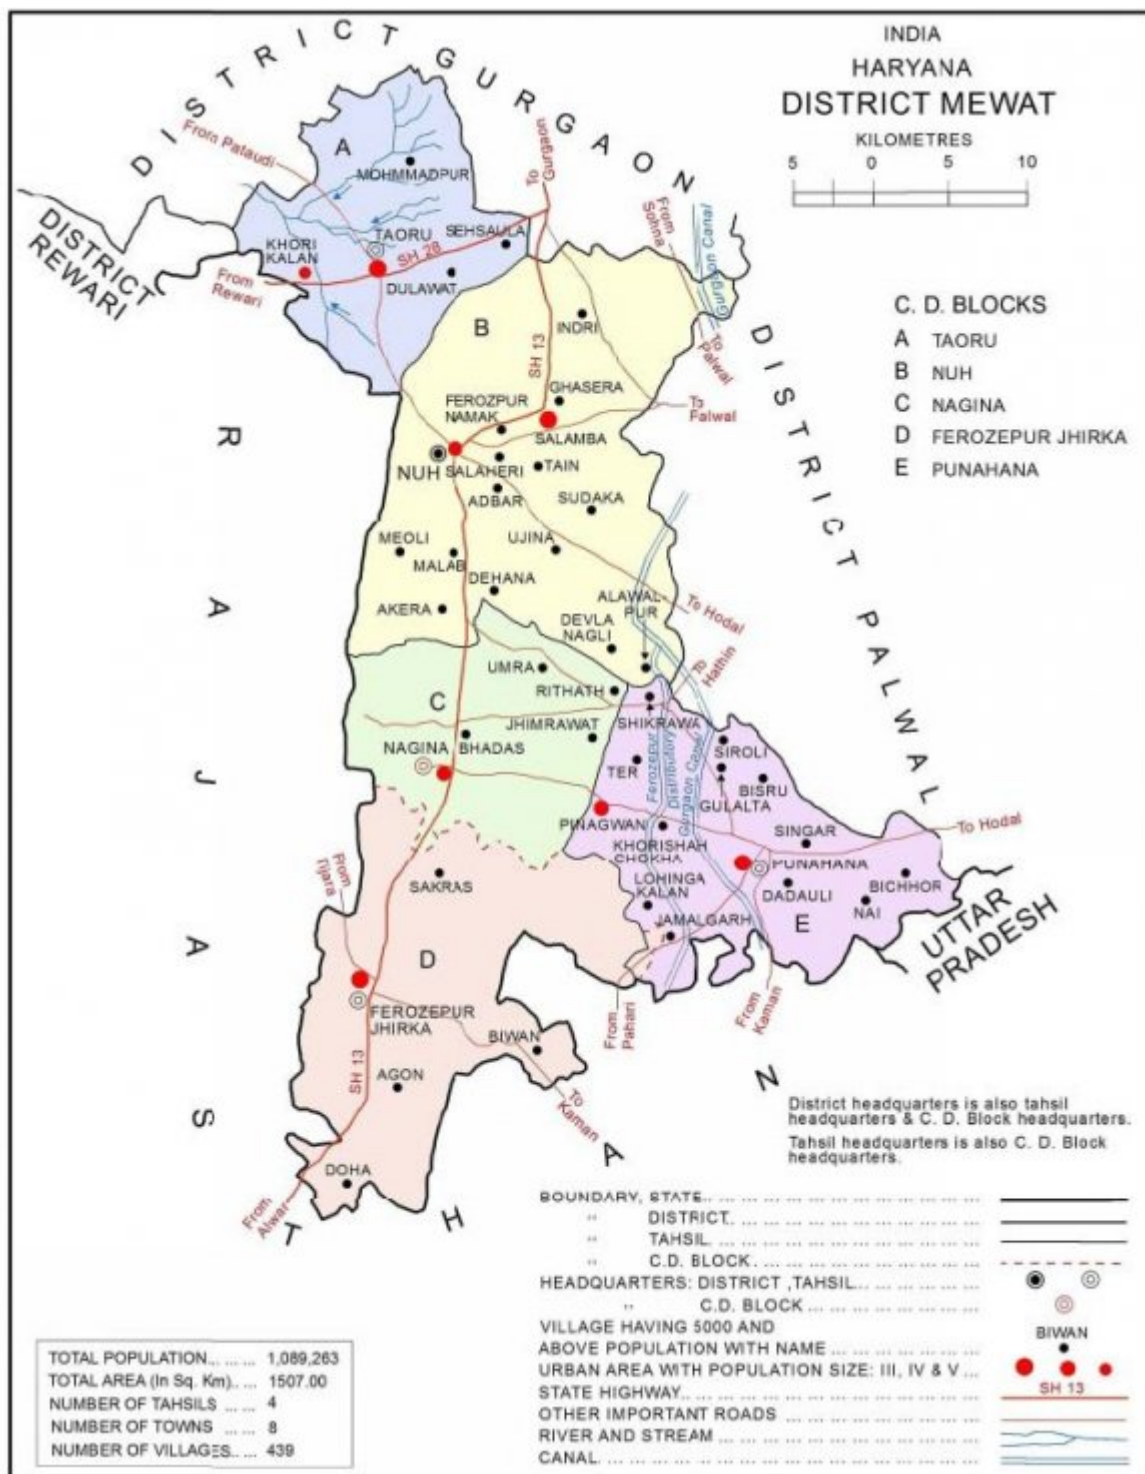 INDIA
HARYANA
DISTRICT MEWAT
KILOMETRES
5 0 5 10
DISTRICT GURGAON
DISTRICT REWARI
DISTRICT PALWAL
UTTAR PRADESH
RAJASTHAN
C. D. BLOCKS
A TAORU
B NUH
C NAGINA
D FEROZEPUR JHIRKA
E PUNAHANA
From Pataudi
A
MOHMMADPUR
To Gurgaon
From Sohna
Gurgaon Canal
TAORU
SEHSAULA
KHORI KALAN
SH 28
From Rewari
DULAWAT
To Palwal
B
INDRI
SH 13
GHASERA
FEROZPUR NAMAK
To Palwal
SALAMBA
NUH
SALAHERI
TAIN
ADBAR
SUDAKA
MEOLI
MALAB
UJINA
DEHANA
AKERA
ALAWAL-PUR
To Hodal
DEVLA NAGLI
To Hathin
UMRA
RITHATH
C
SHIKRAWA
JHIMRAWAT
NAGINA
BHADAS
TER
Ferozepur Distributory
Gurgaon Canal
SIROLI
BISRU
GULALTA
PINAGWAN
SINGAR
To Hodal
KHORISHAH CHOKHA
PUNAHANA
From Tijara
SAKRAS
LOHINGA KALAN
DADAULI
BICHHOR
NAI
JAMALGARH
E
D
FEROZEPUR JHIRKA
From Pahari
From Kaman
BIWAN
SH 13
AGON
To Kaman
DOHA
From Alwar
District headquarters is also tahsil
headquarters & C. D. Block headquarters.
Tahsil headquarters is also C. D. Block
headquarters.
BOUNDARY, STATE
" DISTRICT
" TAHSIL
" C.D. BLOCK
HEADQUARTERS: DISTRICT ,TAHSIL
" C.D. BLOCK
VILLAGE HAVING 5000 AND
ABOVE POPULATION WITH NAME
BIWAN
URBAN AREA WITH POPULATION SIZE: III, IV & V
STATE HIGHWAY
SH 13
OTHER IMPORTANT ROADS
RIVER AND STREAM
CANAL
TOTAL POPULATION... ... ... 1,089,263
TOTAL AREA (In Sq. Km).. ... 1507.00
NUMBER OF TAHSILS ... ... 4
NUMBER OF TOWNS ... ... 8
NUMBER OF VILLAGES.. ... 439